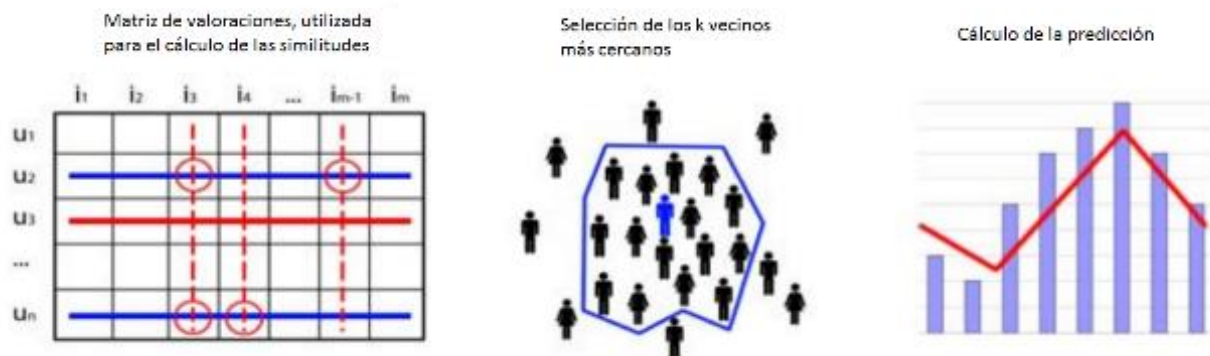 Matriz de valoraciones, utilizada
para el cálculo de las similitudes
Selección de los k vecinos
más cercanos
Cálculo de la predicción
i1 i2 i3 i4 ... im-1 im
u1
u2
u3
...
un